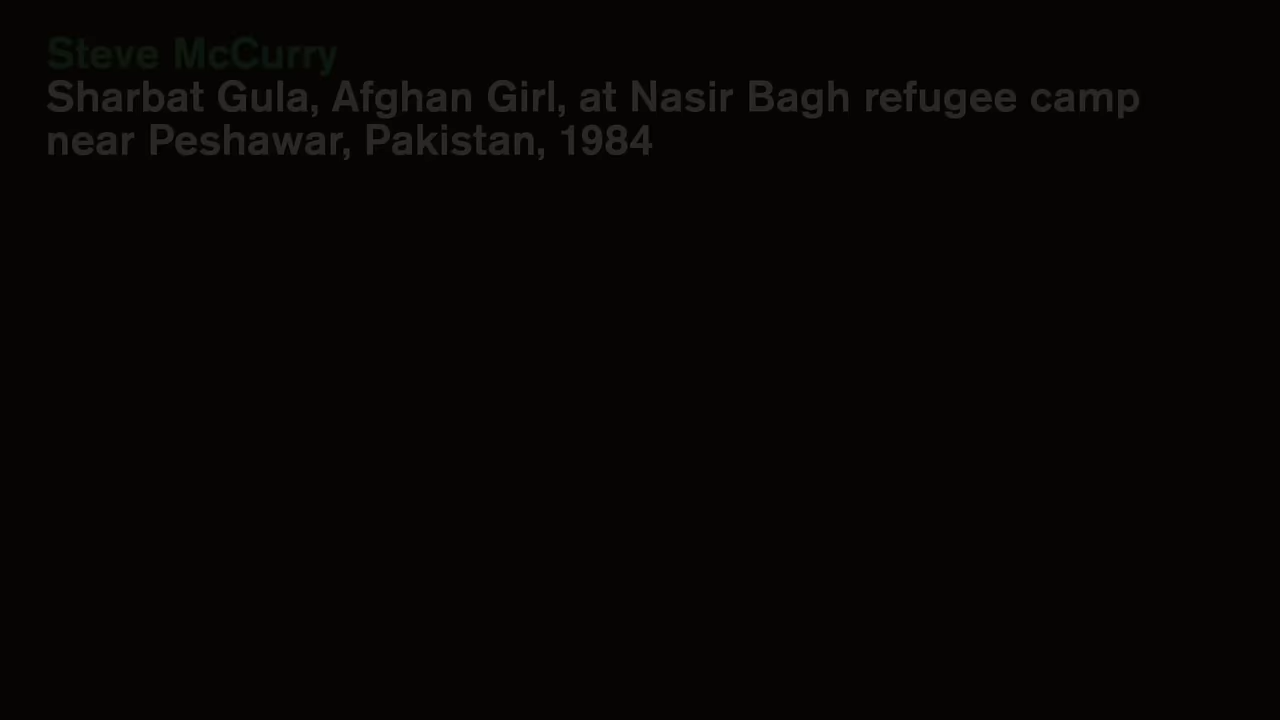 Steve McCurry
Sharbat Gula, Afghan Girl, at Nasir Bagh refugee camp
near Peshawar, Pakistan, 1984